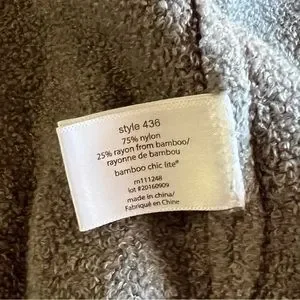 style 436
75% nylon
25% rayon from bamboo/
rayonne de bambou
bamboo chic lite®
rn111248
lot #20160909
made in china/
Fabriqué en Chine